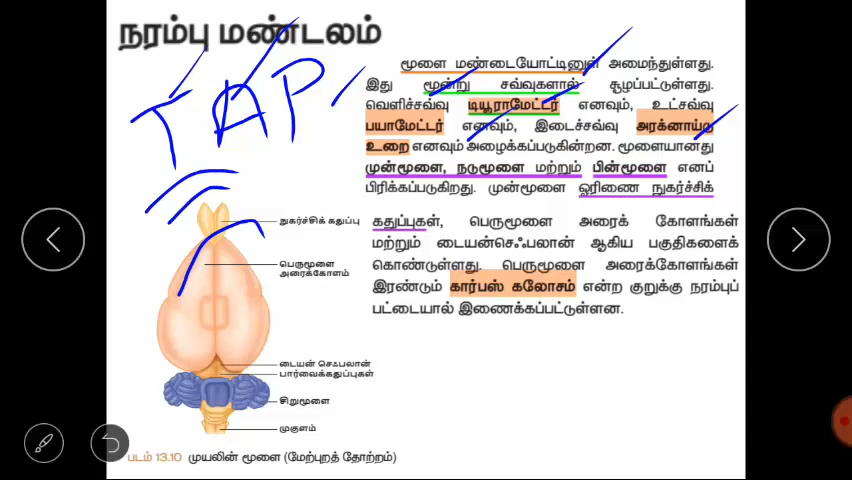 நரம்பு மண்டலம்
TAP
மூளை மண்டையோட்டினுள் அமைந்துள்ளது.
இது மூன்று சவ்வுகளால் சூழப்பட்டுள்ளது.
வெளிச்சவ்வு டியூராமேட்டர் எனவும், உட்சவ்வு
பயாமேட்டர் எனவும், இடைச்சவ்வு அரக்னாய்டு
உறை எனவும் அழைக்கப்படுகின்றன. மூளையானது
முன்மூளை, நடுமூளை மற்றும் பின்மூளை எனப்
பிரிக்கப்படுகிறது. முன்மூளை ஓரிணை நுகர்ச்சிக்
கதுப்புகள், பெருமூளை அரைக் கோளங்கள்
மற்றும் டையன்செஃபலான் ஆகிய பகுதிகளைக்
கொண்டுள்ளது. பெருமூளை அரைக்கோளங்கள்
இரண்டும் கார்பஸ் கலோசம் என்ற குறுக்கு நரம்புப்
பட்டையால் இணைக்கப்பட்டுள்ளன.
நுகர்ச்சிக் கதுப்பு
பெருமூளை
அரைக்கோளம்
டையன் செஃபலான்
பார்வைக்கதுப்புகள்
சிறுமூளை
முகுளம்
படம் 13.10 முயலின் மூளை (மேற்புறத் தோற்றம்)